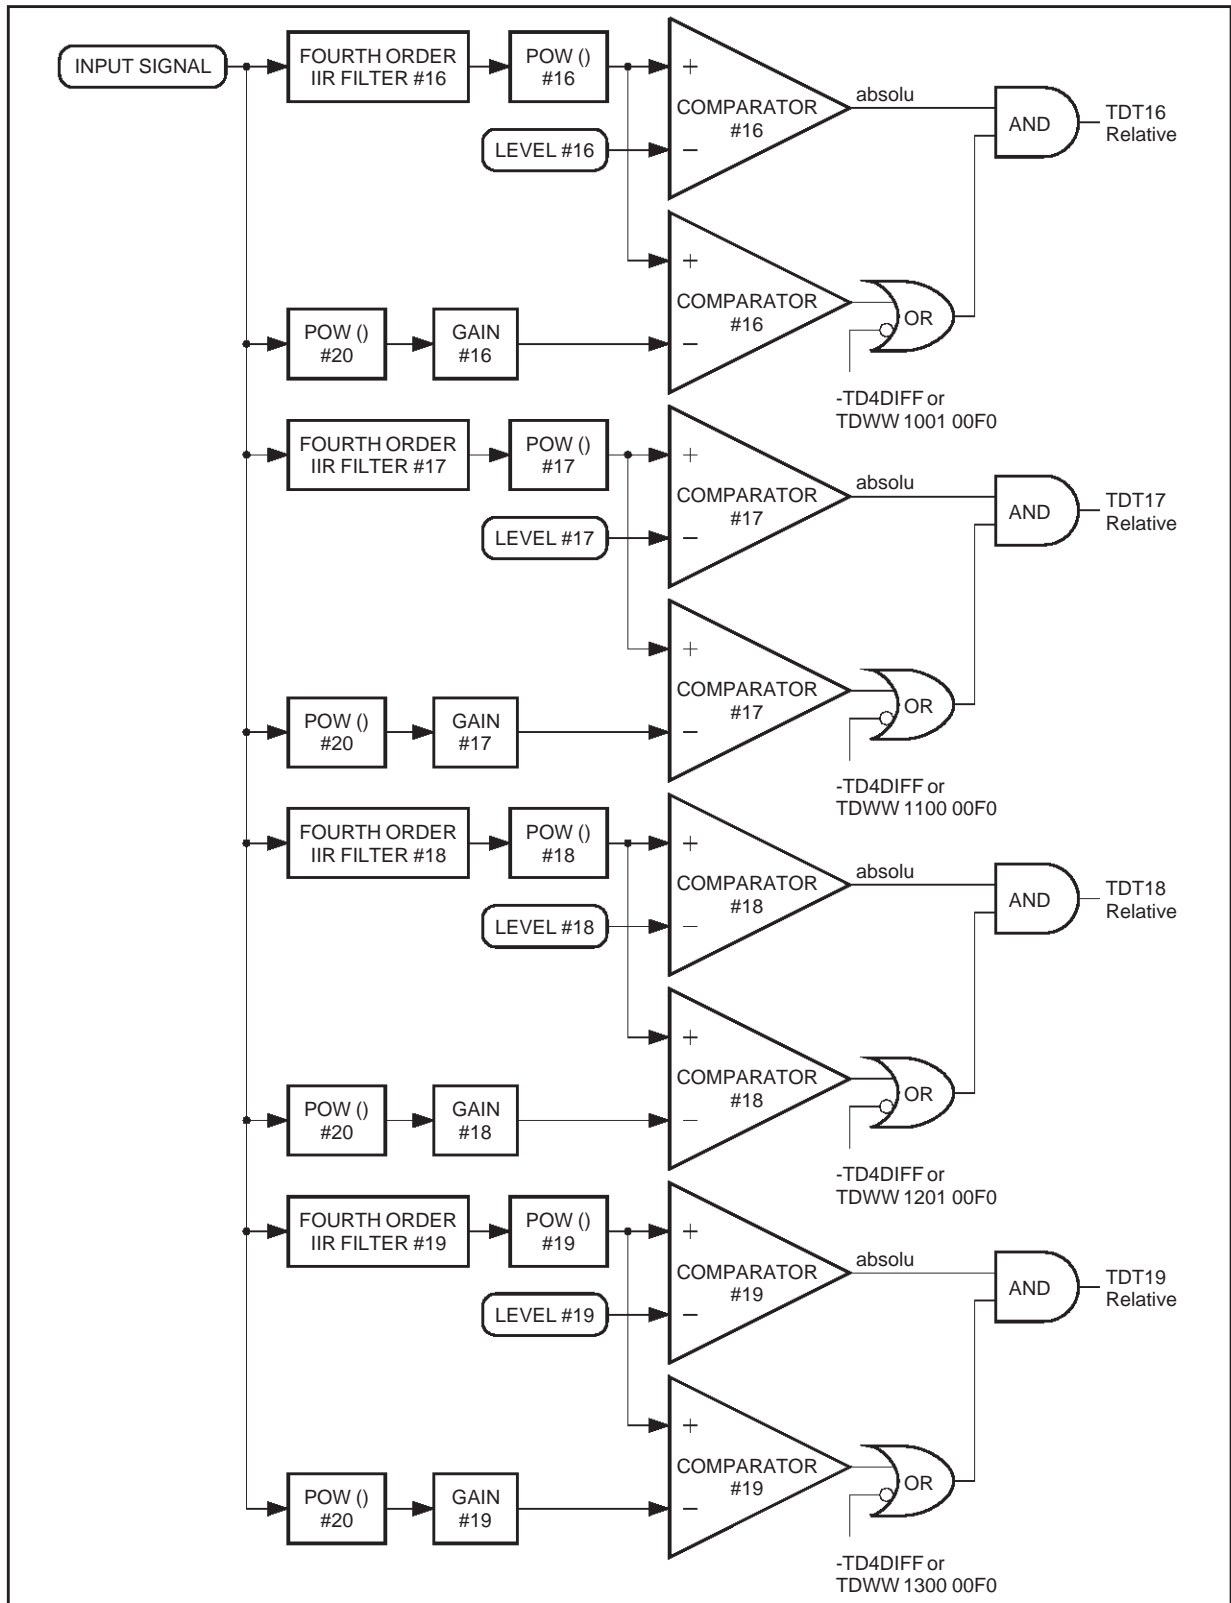 INPUT SIGNAL
FOURTH ORDER
IIR FILTER #16
POW ()
#16
+
COMPARATOR
#16
absolu
AND
TDT16
Relative
LEVEL #16
−
+
COMPARATOR
#16
OR
POW ()
#20
GAIN
#16
−
-TD4DIFF or
TDWW 1001 00F0
FOURTH ORDER
IIR FILTER #17
POW ()
#17
+
COMPARATOR
#17
absolu
AND
TDT17
Relative
LEVEL #17
−
+
COMPARATOR
#17
OR
POW ()
#20
GAIN
#17
−
-TD4DIFF or
TDWW 1100 00F0
FOURTH ORDER
IIR FILTER #18
POW ()
#18
+
COMPARATOR
#18
absolu
AND
TDT18
Relative
LEVEL #18
−
+
COMPARATOR
#18
OR
POW ()
#20
GAIN
#18
−
-TD4DIFF or
TDWW 1201 00F0
FOURTH ORDER
IIR FILTER #19
POW ()
#19
+
COMPARATOR
#19
absolu
AND
TDT19
Relative
LEVEL #19
−
+
COMPARATOR
#19
OR
POW ()
#20
GAIN
#19
−
-TD4DIFF or
TDWW 1300 00F0